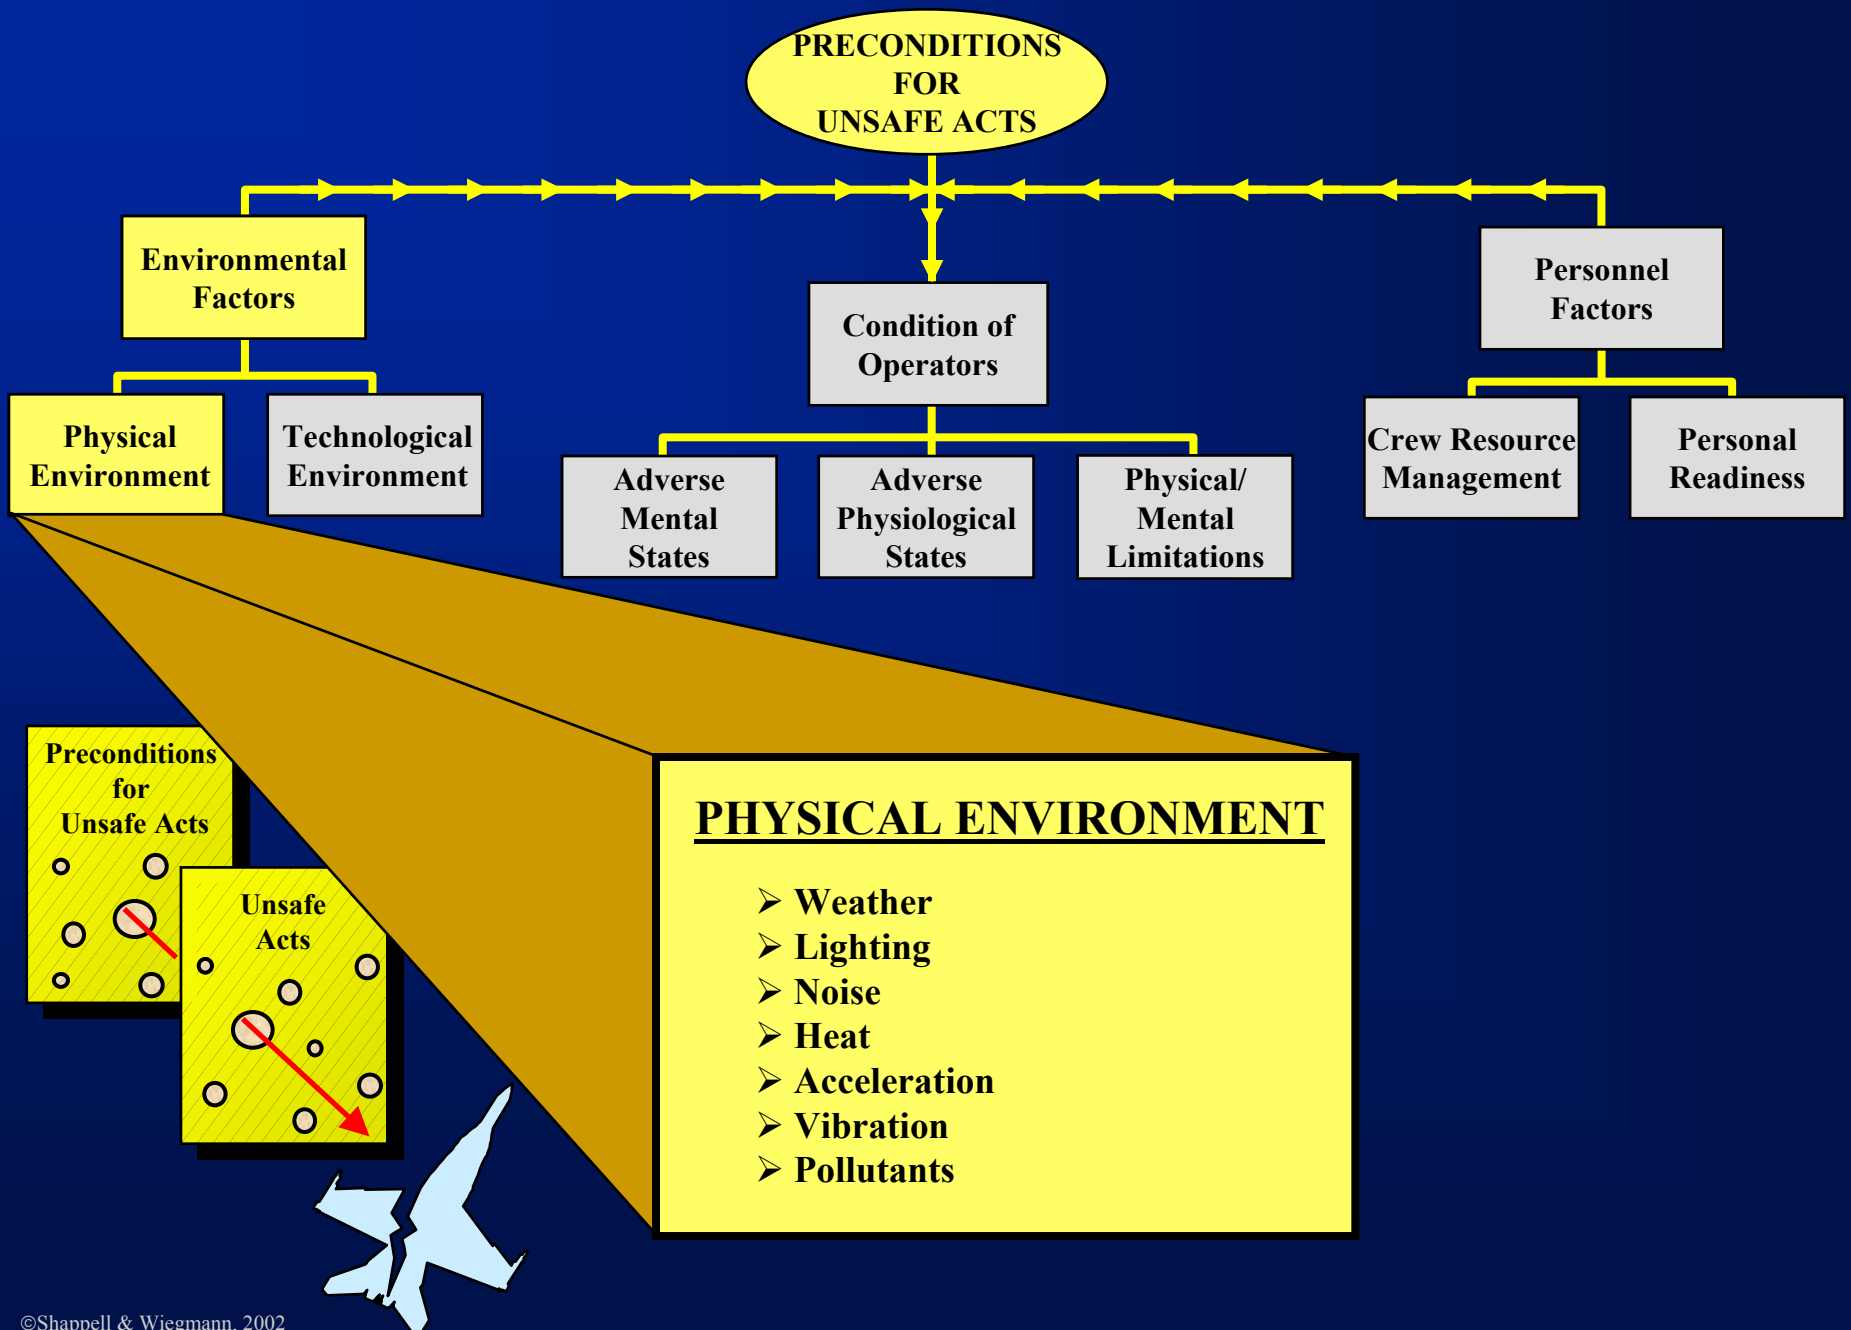 PRECONDITIONS
FOR
UNSAFE ACTS
Environmental
Factors
Condition of
Operators
Personnel
Factors
Physical
Environment
Technological
Environment
Adverse
Mental
States
Adverse
Physiological
States
Physical/
Mental
Limitations
Crew Resource
Management
Personal
Readiness
Preconditions
for
Unsafe Acts
Unsafe
Acts
PHYSICAL ENVIRONMENT
➢ Weather
➢ Lighting
➢ Noise
➢ Heat
➢ Acceleration
➢ Vibration
➢ Pollutants
©Shappell & Wiegmann, 2002